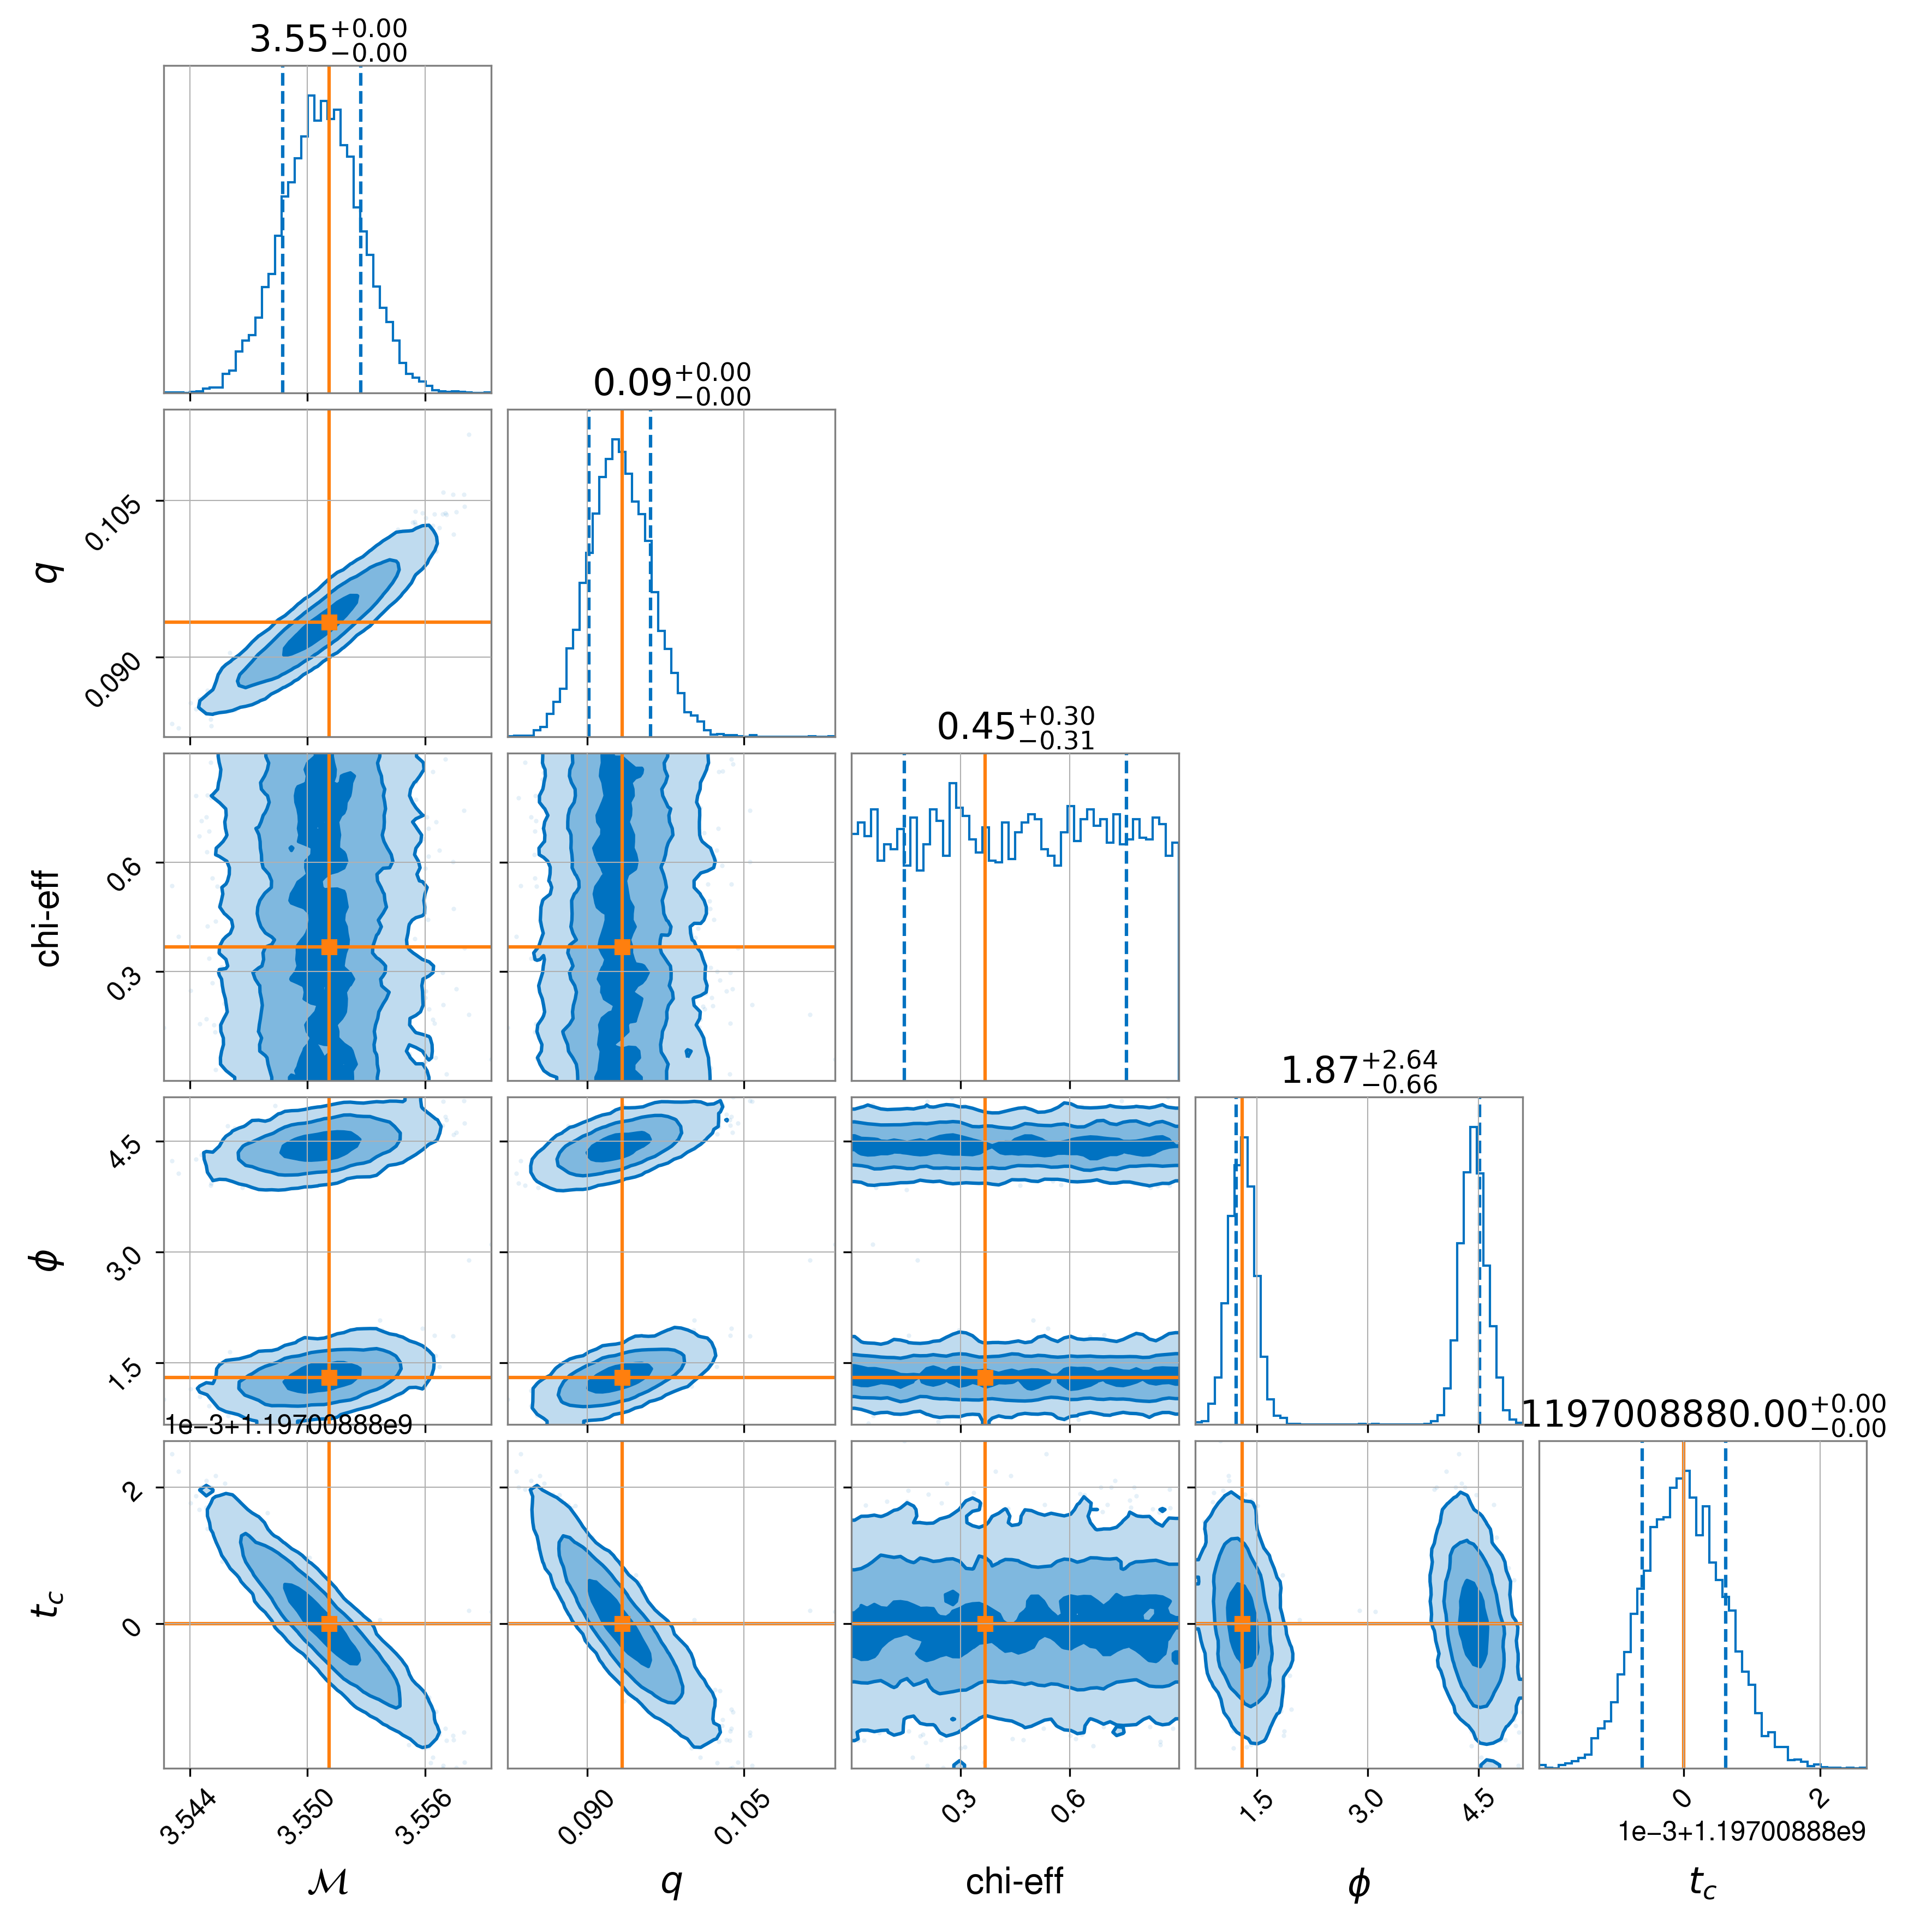 3.55+0.00−0.00
0.09+0.00−0.00
q
0.105
0.090
0.45+0.30−0.31
chi-eff
0.6
0.3
1.87+2.64−0.66
ϕ
4.5
3.0
1.5
1197008880.00+0.00−0.00
1e−3+1.19700888e9
t_c
2
0
3.544 3.550 3.556
0.090 0.105
0.3 0.6
1.5 3.0 4.5
0 2
1e−3+1.19700888e9
ℳ q chi-eff ϕ t_c